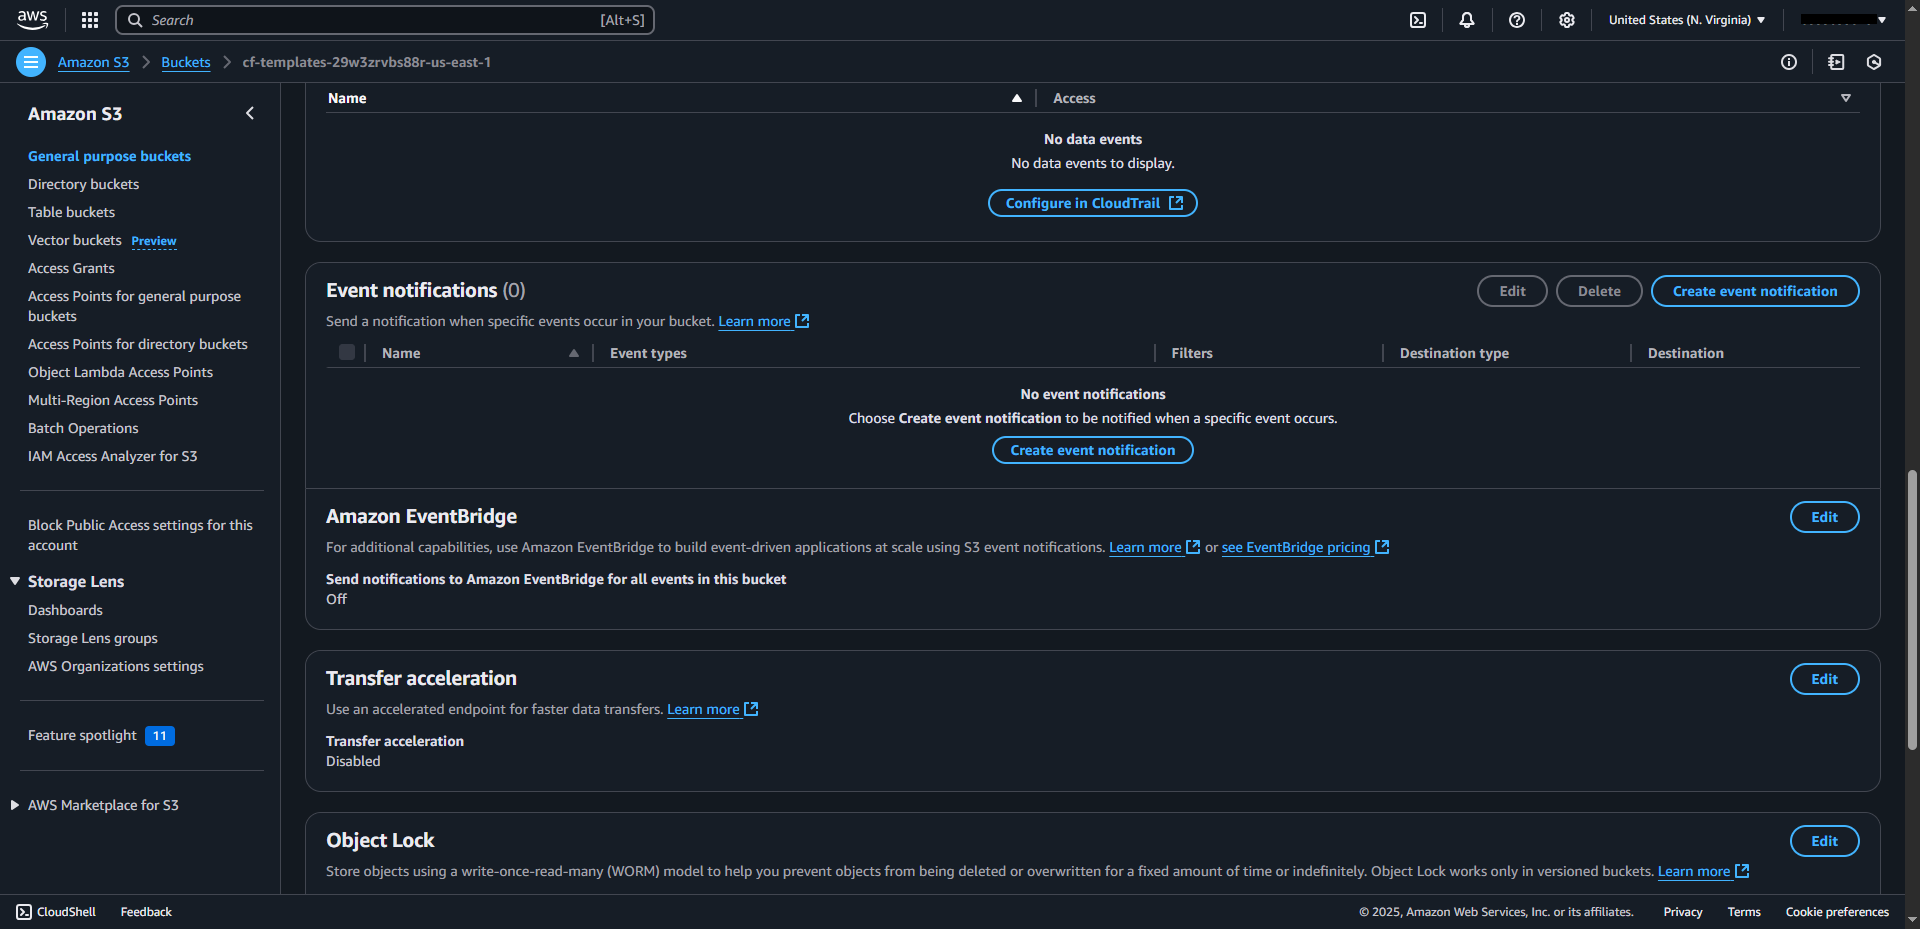 aws
Search [Alt+S]
United States (N. Virginia)
Amazon S3 Buckets cf-templates-29w3zrvbs88r-us-east-1
Amazon S3
General purpose buckets
Directory buckets
Table buckets
Vector buckets Preview
Access Grants
Access Points for general purpose
buckets
Access Points for directory buckets
Object Lambda Access Points
Multi-Region Access Points
Batch Operations
IAM Access Analyzer for S3
Block Public Access settings for this
account
Storage Lens
Dashboards
Storage Lens groups
AWS Organizations settings
Feature spotlight 11
AWS Marketplace for S3
Name Access
No data events
No data events to display.
Configure in CloudTrail
Event notifications (0)
Edit Delete Create event notification
Send a notification when specific events occur in your bucket. Learn more
Name Event types Filters Destination type Destination
No event notifications
Choose Create event notification to be notified when a specific event occurs.
Create event notification
Amazon EventBridge
Edit
For additional capabilities, use Amazon EventBridge to build event-driven applications at scale using S3 event notifications. Learn more or see EventBridge pricing
Send notifications to Amazon EventBridge for all events in this bucket
Off
Transfer acceleration
Edit
Use an accelerated endpoint for faster data transfers. Learn more
Transfer acceleration
Disabled
Object Lock
Edit
Store objects using a write-once-read-many (WORM) model to help you prevent objects from being deleted or overwritten for a fixed amount of time or indefinitely. Object Lock works only in versioned buckets. Learn more
CloudShell Feedback
© 2025, Amazon Web Services, Inc. or its affiliates. Privacy Terms Cookie preferences